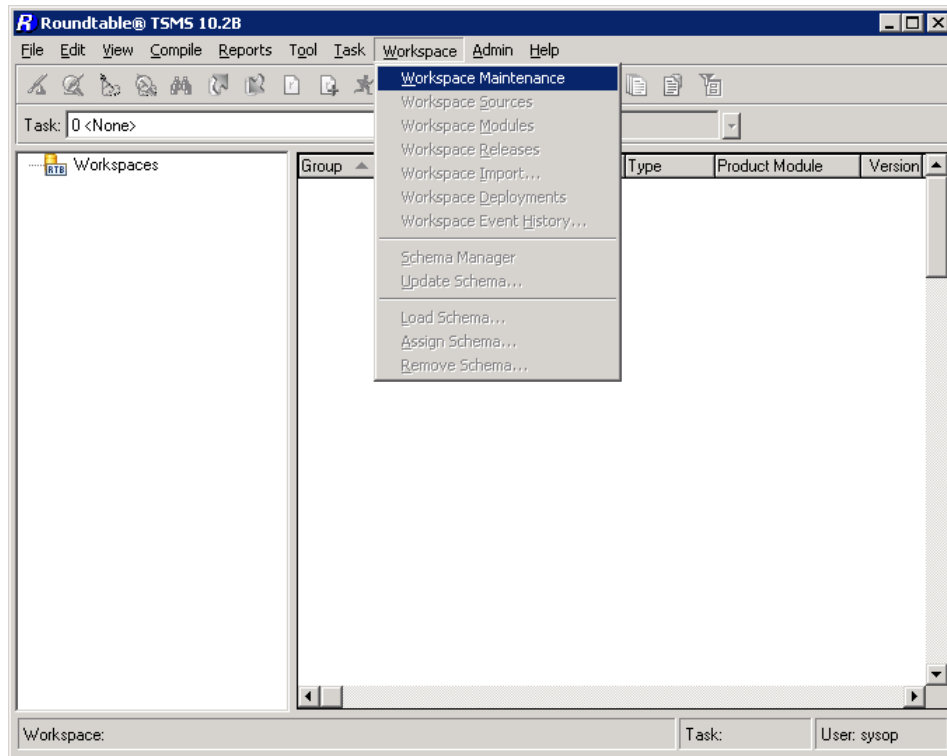 Roundtable® TSMS 10.2B
File Edit View Compile Reports Tool Task Workspace Admin Help
Workspace Maintenance
Workspace Sources
Workspace Modules
Workspace Releases
Workspace Import...
Workspace Deployments
Workspace Event History...
Schema Manager
Update Schema...
Load Schema...
Assign Schema...
Remove Schema...
Task: 0 <None>
RTB Workspaces
Group Type Product Module Version
Workspace: Task: User: sysop